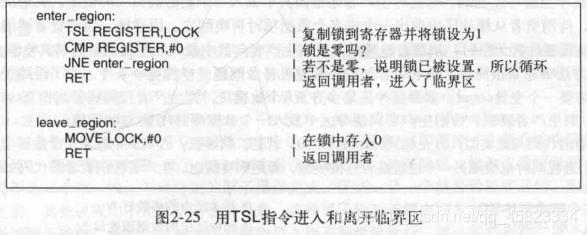 enter_region:
TSL REGISTER,LOCK | 复制锁到寄存器并将锁设为1
CMP REGISTER,#0 | 锁是零吗?
JNE enter_region | 若不是零，说明锁已被设置，所以循环
RET | 返回调用者，进入了临界区
leave_region:
MOVE LOCK,#0 | 在锁中存入0
RET | 返回调用者
图2-25 用TSL指令进入和离开临界区